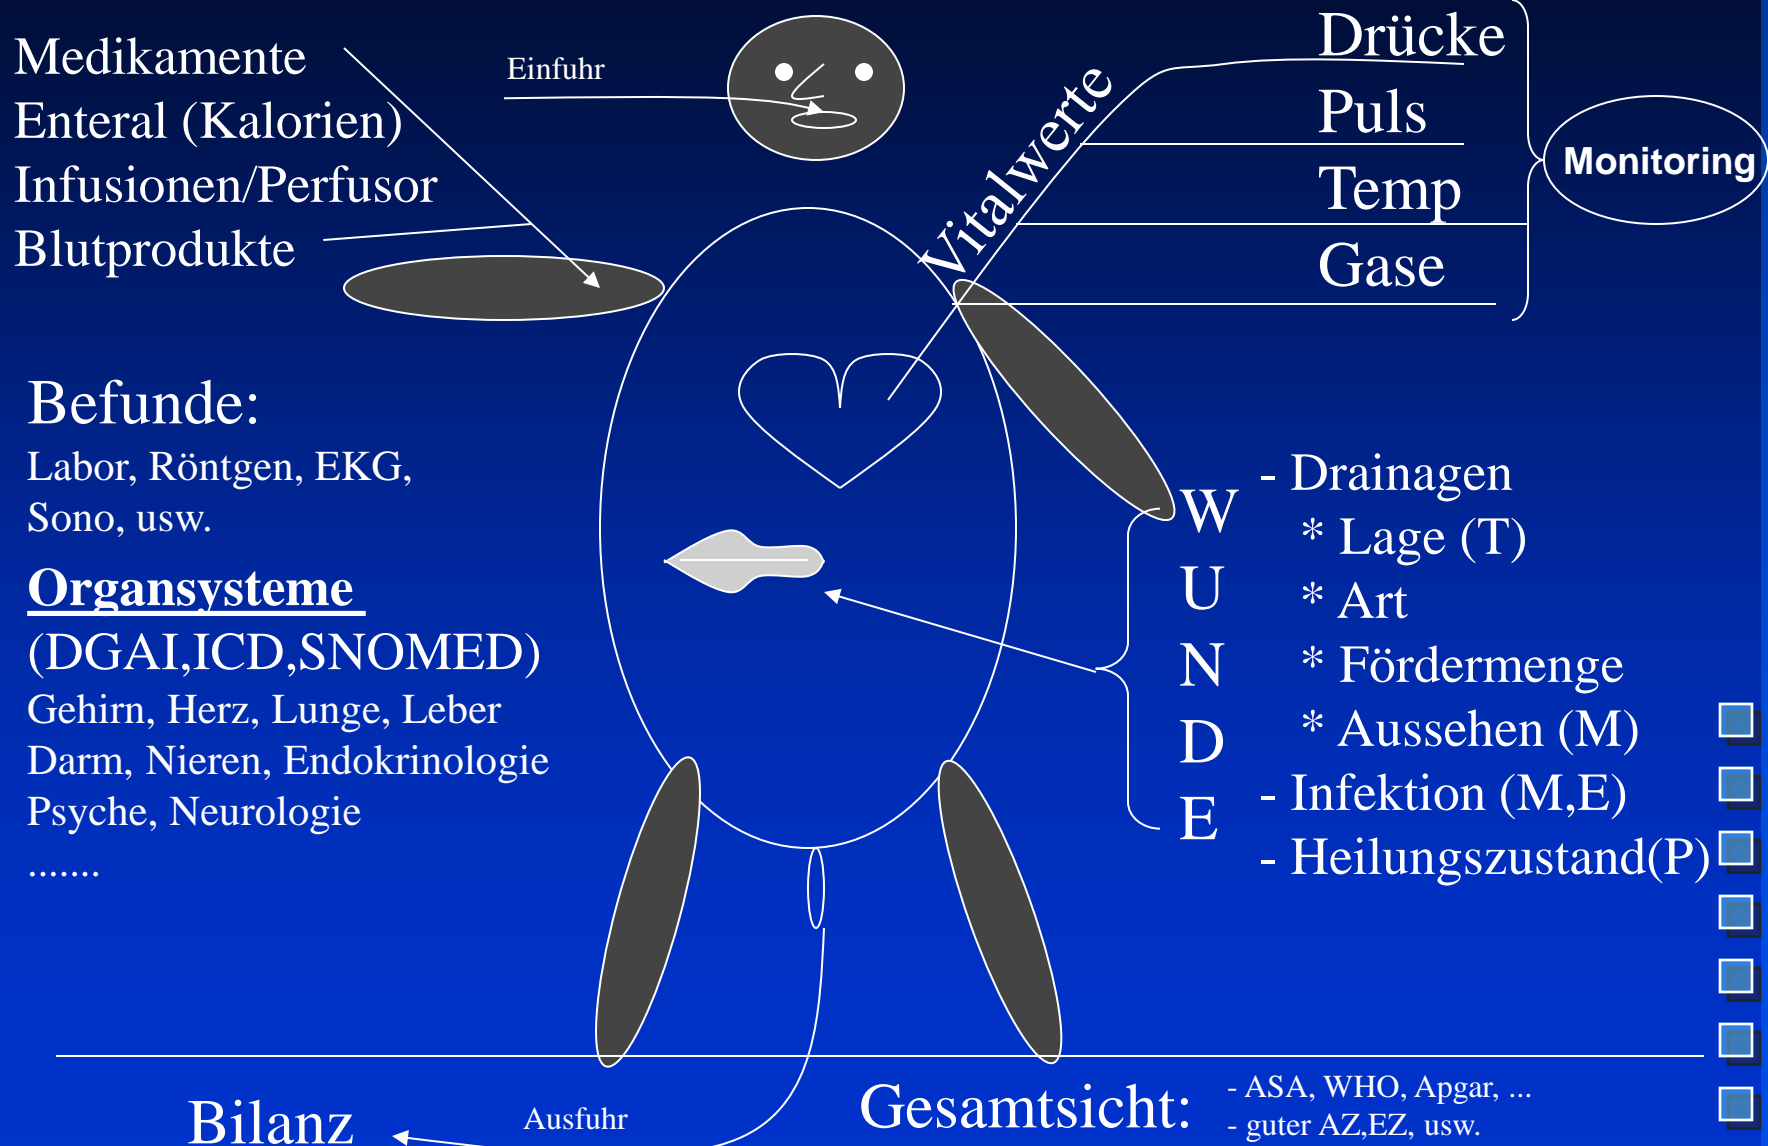 Medikamente
Enteral (Kalorien)
Infusionen/Perfusor
Blutprodukte
Einfuhr
Vitalwerte
Drücke
Puls
Temp
Gase
Monitoring
Befunde:
Labor, Röntgen, EKG,
Sono, usw.
Organsysteme
(DGAI,ICD,SNOMED)
Gehirn, Herz, Lunge, Leber
Darm, Nieren, Endokrinologie
Psyche, Neurologie
.......
W
U
N
D
E
- Drainagen
* Lage (T)
* Art
* Fördermenge
* Aussehen (M)
- Infektion (M,E)
- Heilungszustand(P)
Bilanz
Ausfuhr
Gesamtsicht:
- ASA, WHO, Apgar, ...
- guter AZ,EZ, usw.